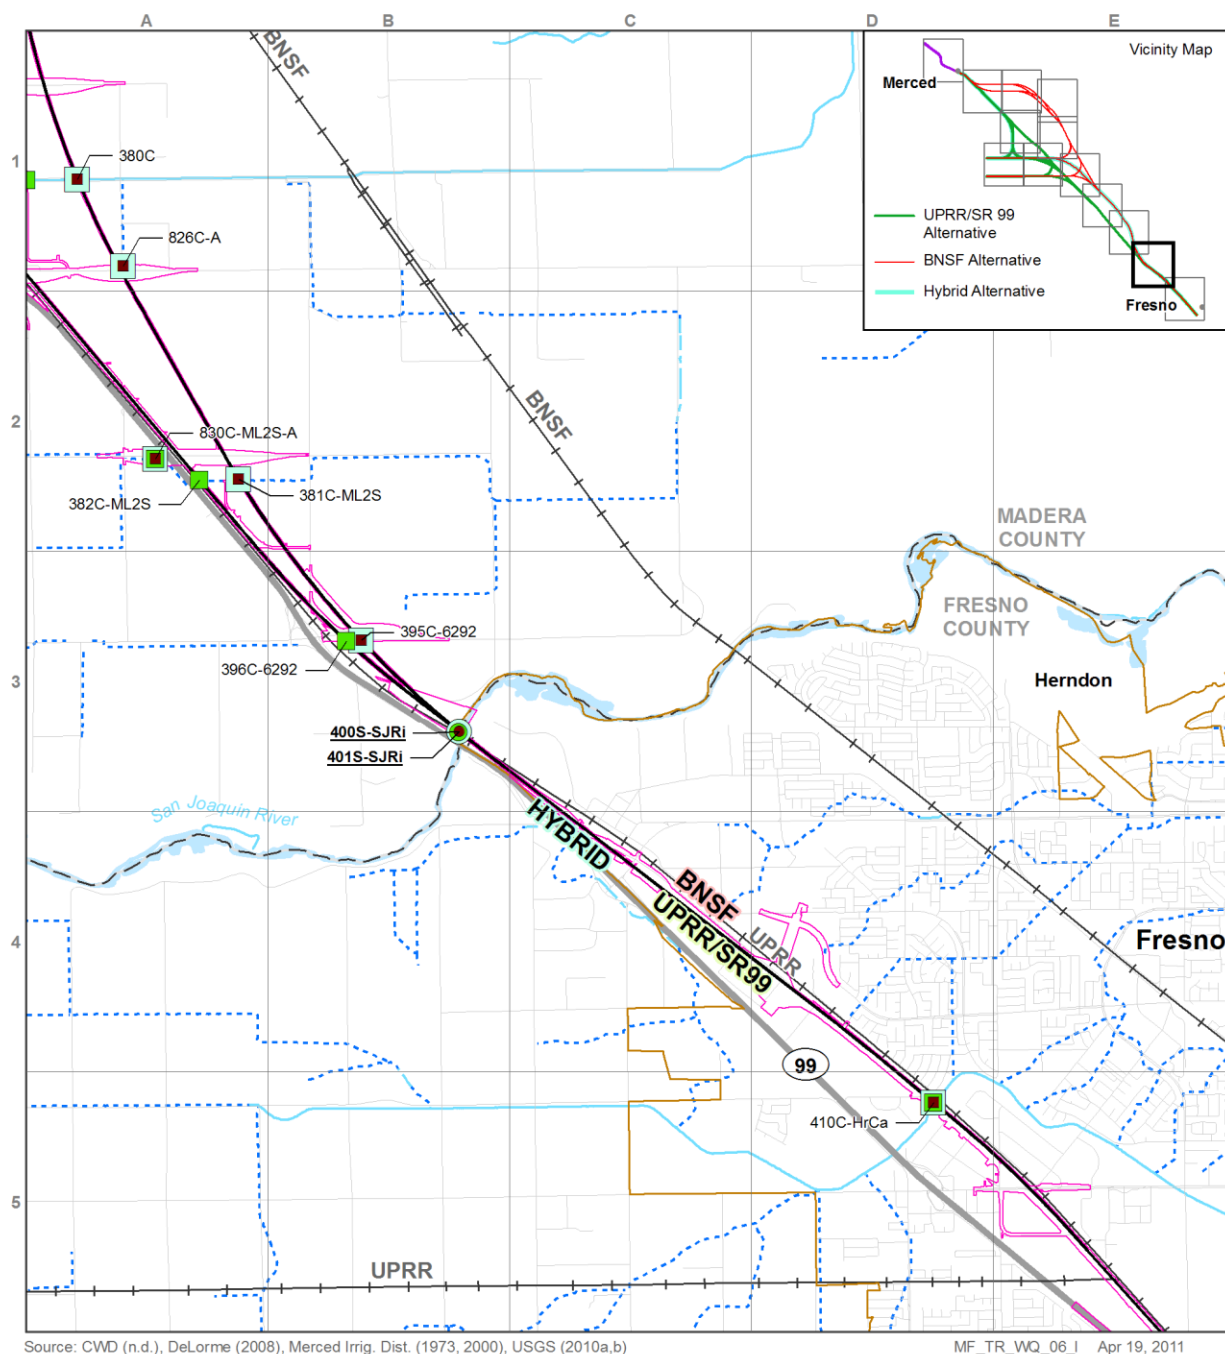 A B C D E
1
2
3
4
5
BNSF
Vicinity Map
Merced
UPRR/SR 99
Alternative
BNSF Alternative
Hybrid Alternative
Fresno
380C
826C-A
BNSF
830C-ML2S-A
382C-ML2S
381C-ML2S
MADERA
COUNTY
FRESNO
COUNTY
395C-6292
396C-6292
Herndon
400S-SJRi
401S-SJRi
San Joaquin River
HYBRID
BNSF
UPRR/SR99
UPRR
Fresno
99
410C-HrCa
UPRR
Source: CWD (n.d.), DeLorme (2008), Merced Irrig. Dist. (1973, 2000), USGS (2010a,b)
MF_TR_WQ_06_I Apr 19, 2011